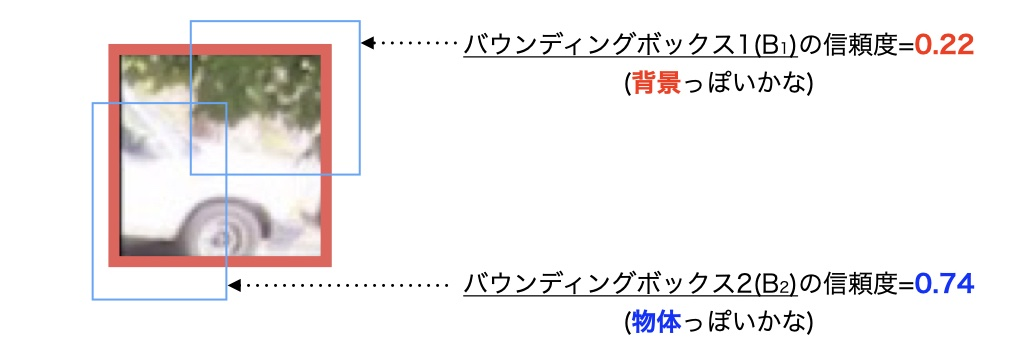 バウンディングボックス1(B₁)の信頼度=0.22
(背景っぽいかな)
バウンディングボックス2(B₂)の信頼度=0.74
(物体っぽいかな)